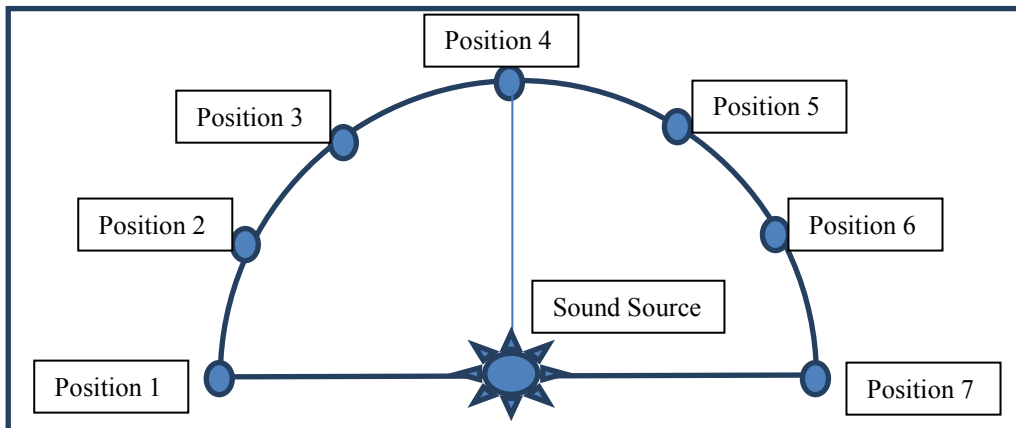 Position 4
Position 3
Position 5
Position 2
Position 6
Sound Source
Position 1
Position 7